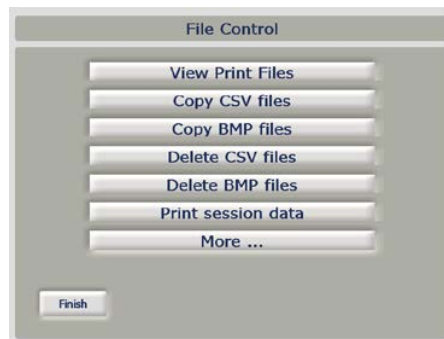 File Control
View Print Files
Copy CSV files
Copy BMP files
Delete CSV files
Delete BMP files
Print session data
More ...
Finish